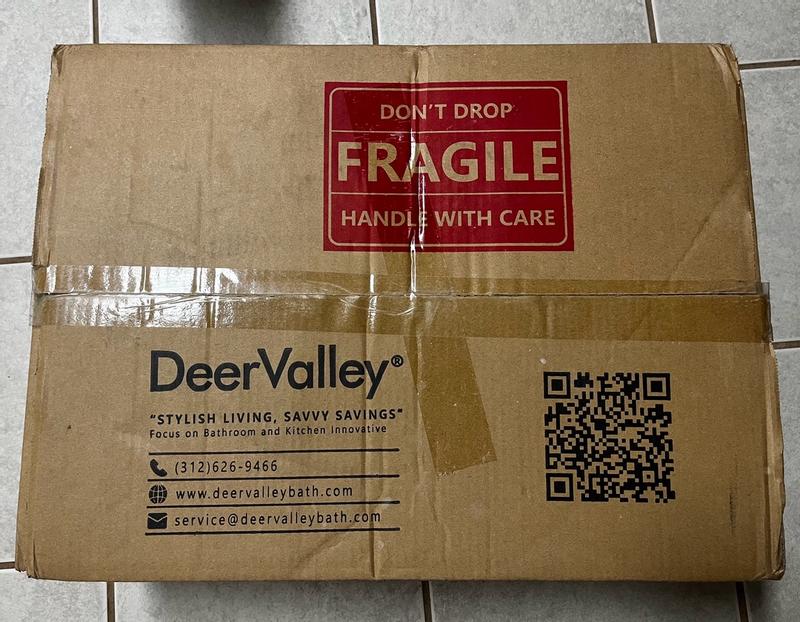 DON'T DROP
FRAGILE
HANDLE WITH CARE
DeerValley®
"STYLISH LIVING, SAVVY SAVINGS"
Focus on Bathroom and Kitchen Innovative
(312)626-9466
www.deervalleybath.com
service@deervalleybath.com